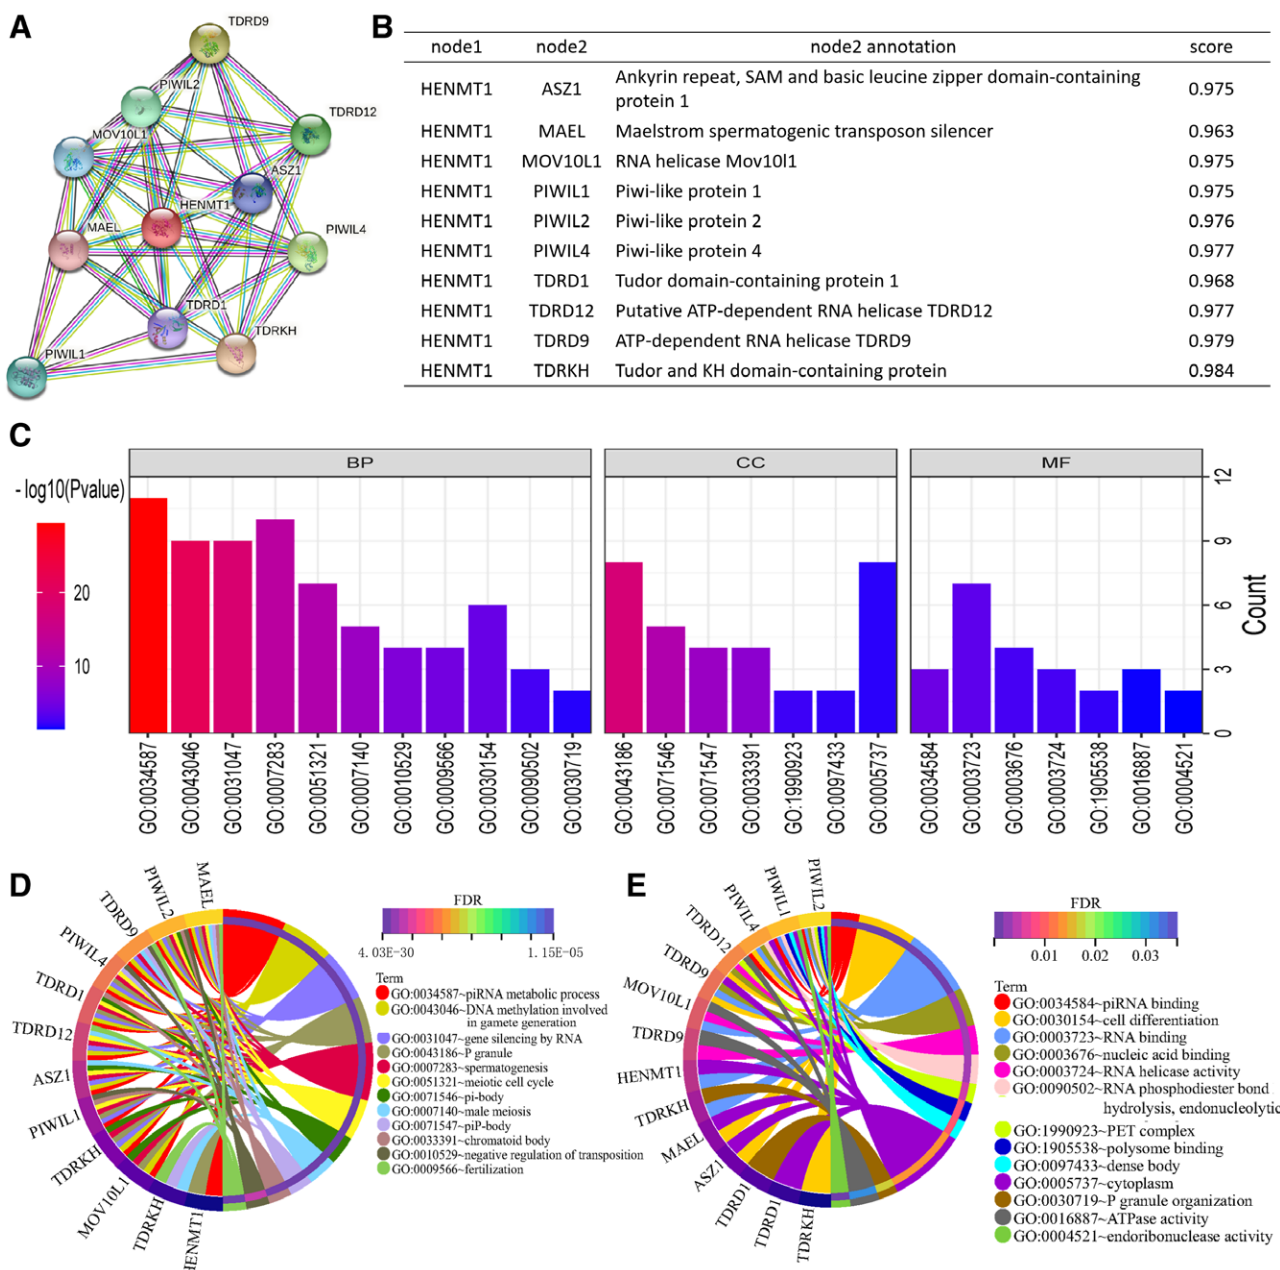 A
TDRD9
PIWIL2
TDRD12
MOV10L1
ASZ1
HENMT1
MAEL
PIWIL4
TDRD1
TDRKH
PIWIL1
B
node1 node2 node2 annotation score
HENMT1 ASZ1 Ankyrin repeat, SAM and basic leucine zipper domain-containing protein 1 0.975
HENMT1 MAEL Maelstrom spermatogenic transposon silencer 0.963
HENMT1 MOV10L1 RNA helicase Mov10l1 0.975
HENMT1 PIWIL1 Piwi-like protein 1 0.975
HENMT1 PIWIL2 Piwi-like protein 2 0.976
HENMT1 PIWIL4 Piwi-like protein 4 0.977
HENMT1 TDRD1 Tudor domain-containing protein 1 0.968
HENMT1 TDRD12 Putative ATP-dependent RNA helicase TDRD12 0.977
HENMT1 TDRD9 ATP-dependent RNA helicase TDRD9 0.979
HENMT1 TDRKH Tudor and KH domain-containing protein 0.984
C
- log10(Pvalue)
20
10
BP
CC
MF
12
9
6
3
0
Count
GO:0034587
GO:0043046
GO:0031047
GO:0007283
GO:0051321
GO:0007140
GO:0010529
GO:0009566
GO:0030154
GO:0090502
GO:0030719
GO:0043186
GO:0071546
GO:0071547
GO:0033391
GO:1990923
GO:0097433
GO:0005737
GO:0034584
GO:0003723
GO:0003676
GO:0003724
GO:1905538
GO:0016887
GO:0004521
D
MAEL
PIWIL2
TDRD9
PIWIL4
TDRD1
TDRD12
ASZ1
PIWIL1
TDRKH
MOV10L1
TDRKH
HENMT1
FDR
4.03E-30 1.15E-05
Term
GO:0034587~piRNA metabolic process
GO:0043046~DNA methylation involved
in gamete generation
GO:0031047~gene silencing by RNA
GO:0043186~P granule
GO:0007283~spermatogenesis
GO:0051321~meiotic cell cycle
GO:0071546~pi-body
GO:0007140~male meiosis
GO:0071547~piP-body
GO:0033391~chromatoid body
GO:0010529~negative regulation of transposition
GO:0009566~fertilization
E
PIWIL2
PIWIL1
PIWIL4
TDRD12
TDRD9
MOV10L1
TDRD9
HENMT1
TDRKH
MAEL
ASZ1
TDRD1
TDRD1
TDRKH
FDR
0.01 0.02 0.03
Term
GO:0034584~piRNA binding
GO:0030154~cell differentiation
GO:0003723~RNA binding
GO:0003676~nucleic acid binding
GO:0003724~RNA helicase activity
GO:0090502~RNA phosphodiester bond
hydrolysis, endonucleolytic
GO:1990923~PET complex
GO:1905538~polysome binding
GO:0097433~dense body
GO:0005737~cytoplasm
GO:0030719~P granule organization
GO:0016887~ATPase activity
GO:0004521~endoribonuclease activity